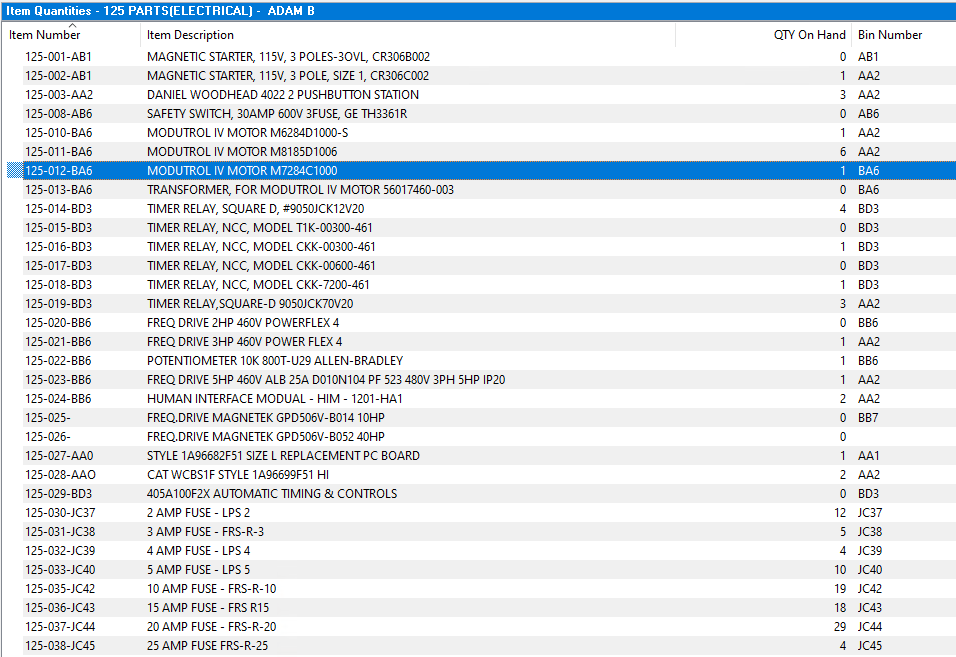 Item Quantities - 125 PARTS(ELECTRICAL) - ADAM B
Item Number Item Description QTY On Hand Bin Number
125-001-AB1 MAGNETIC STARTER, 115V, 3 POLES-3OVL, CR306B002 0 AB1
125-002-AB1 MAGNETIC STARTER, 115V, 3 POLE, SIZE 1, CR306C002 1 AA2
125-003-AA2 DANIEL WOODHEAD 4022 2 PUSHBUTTON STATION 3 AA2
125-008-AB6 SAFETY SWITCH, 30AMP 600V 3FUSE, GE TH3361R 0 AB6
125-010-BA6 MODUTROL IV MOTOR M6284D1000-S 1 AA2
125-011-BA6 MODUTROL IV MOTOR M8185D1006 6 AA2
125-012-BA6 MODUTROL IV MOTOR M7284C1000 1 BA6
125-013-BA6 TRANSFORMER, FOR MODUTROL IV MOTOR 56017460-003 0 BA6
125-014-BD3 TIMER RELAY, SQUARE D, #9050JCK12V20 4 BD3
125-015-BD3 TIMER RELAY, NCC, MODEL T1K-00300-461 0 BD3
125-016-BD3 TIMER RELAY, NCC, MODEL CKK-00300-461 1 BD3
125-017-BD3 TIMER RELAY, NCC, MODEL CKK-00600-461 0 BD3
125-018-BD3 TIMER RELAY, NCC, MODEL CKK-7200-461 1 BD3
125-019-BD3 TIMER RELAY,SQUARE-D 9050JCK70V20 3 AA2
125-020-BB6 FREQ DRIVE 2HP 460V POWERFLEX 4 0 BB6
125-021-BB6 FREQ DRIVE 3HP 460V POWER FLEX 4 1 AA2
125-022-BB6 POTENTIOMETER 10K 800T-U29 ALLEN-BRADLEY 1 BB6
125-023-BB6 FREQ DRIVE 5HP 460V ALB 25A D010N104 PF 523 480V 3PH 5HP IP20 1 AA2
125-024-BB6 HUMAN INTERFACE MODUAL - HIM - 1201-HA1 2 AA2
125-025- FREQ.DRIVE MAGNETEK GPD506V-B014 10HP 0 BB7
125-026- FREQ.DRIVE MAGNETEK GPD506V-B052 40HP 0
125-027-AA0 STYLE 1A96682F51 SIZE L REPLACEMENT PC BOARD 1 AA1
125-028-AAO CAT WCBS1F STYLE 1A96699F51 HI 2 AA2
125-029-BD3 405A100F2X AUTOMATIC TIMING & CONTROLS 0 BD3
125-030-JC37 2 AMP FUSE - LPS 2 12 JC37
125-031-JC38 3 AMP FUSE - FRS-R-3 5 JC38
125-032-JC39 4 AMP FUSE - LPS 4 4 JC39
125-033-JC40 5 AMP FUSE - LPS 5 10 JC40
125-035-JC42 10 AMP FUSE - FRS-R-10 19 JC42
125-036-JC43 15 AMP FUSE - FRS R15 18 JC43
125-037-JC44 20 AMP FUSE - FRS-R-20 29 JC44
125-038-JC45 25 AMP FUSE FRS-R-25 4 JC45